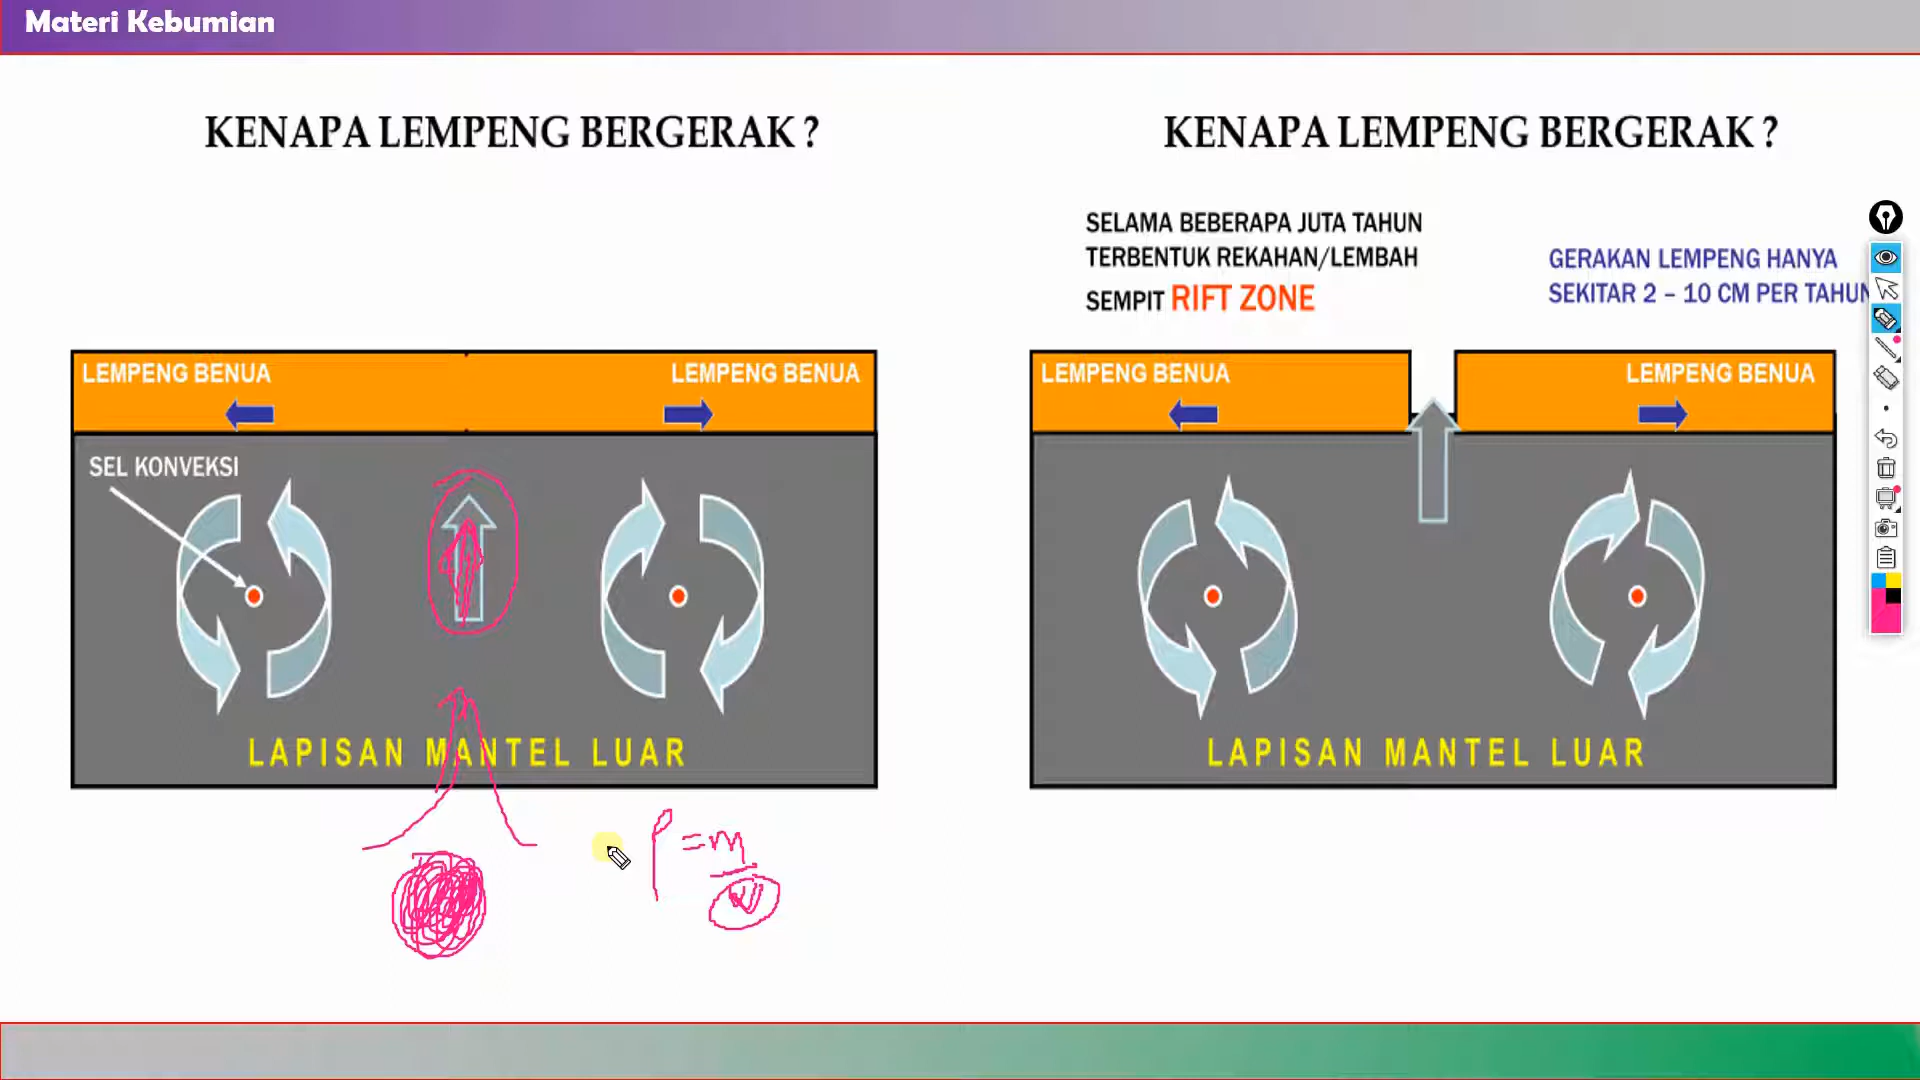 Materi Kebumian
KENAPA LEMPENG BERGERAK ?
LEMPENG BENUA
LEMPENG BENUA
SEL KONVEKSI
LAPISAN MANTEL LUAR
ρ = m
v
KENAPA LEMPENG BERGERAK ?
SELAMA BEBERAPA JUTA TAHUN
TERBENTUK REKAHAN/LEMBAH
SEMPIT RIFT ZONE
GERAKAN LEMPENG HANYA
SEKITAR 2 – 10 CM PER TAHUN
LEMPENG BENUA
LEMPENG BENUA
LAPISAN MANTEL LUAR